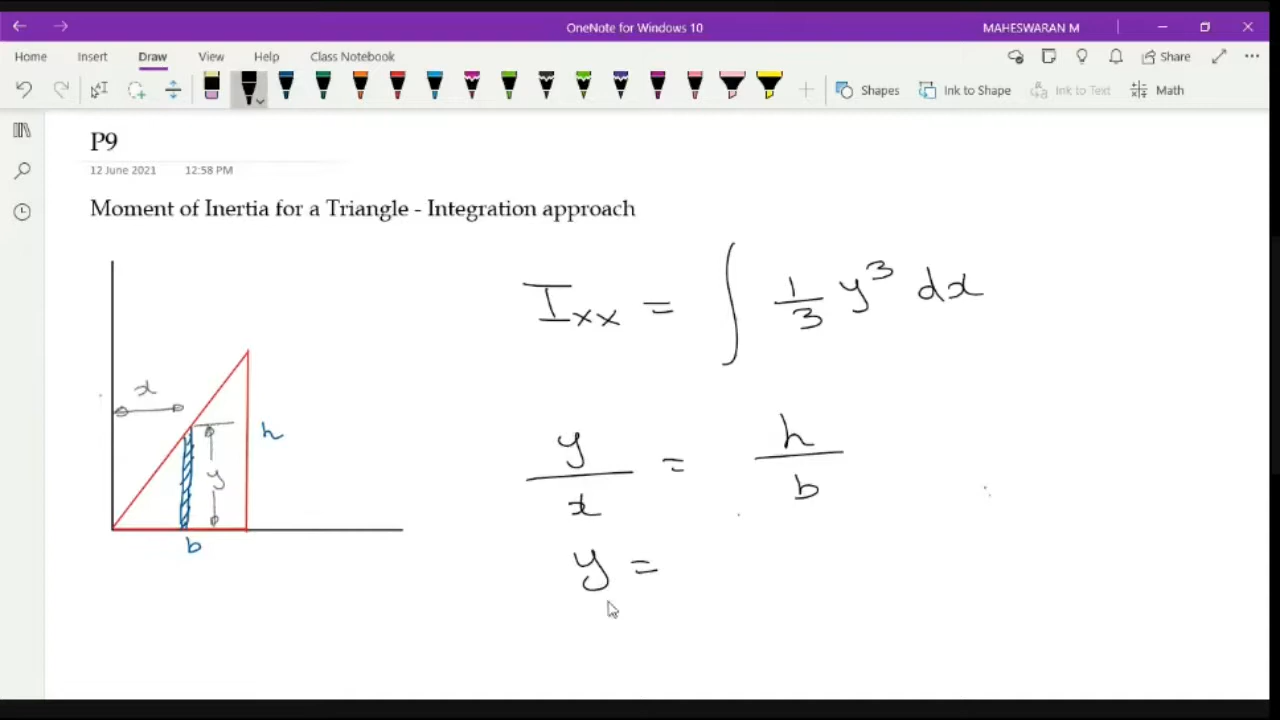 OneNote for Windows 10
MAHESWARAN M
Home Insert Draw View Help Class Notebook
Share
Shapes Ink to Shape Ink to Text Math
P9
12 June 2021 12:58 PM
Moment of Inertia for a Triangle - Integration approach
Ixx = ∫ 1/3 y³ dx
x
h
y
b
y/x = h/b
y =